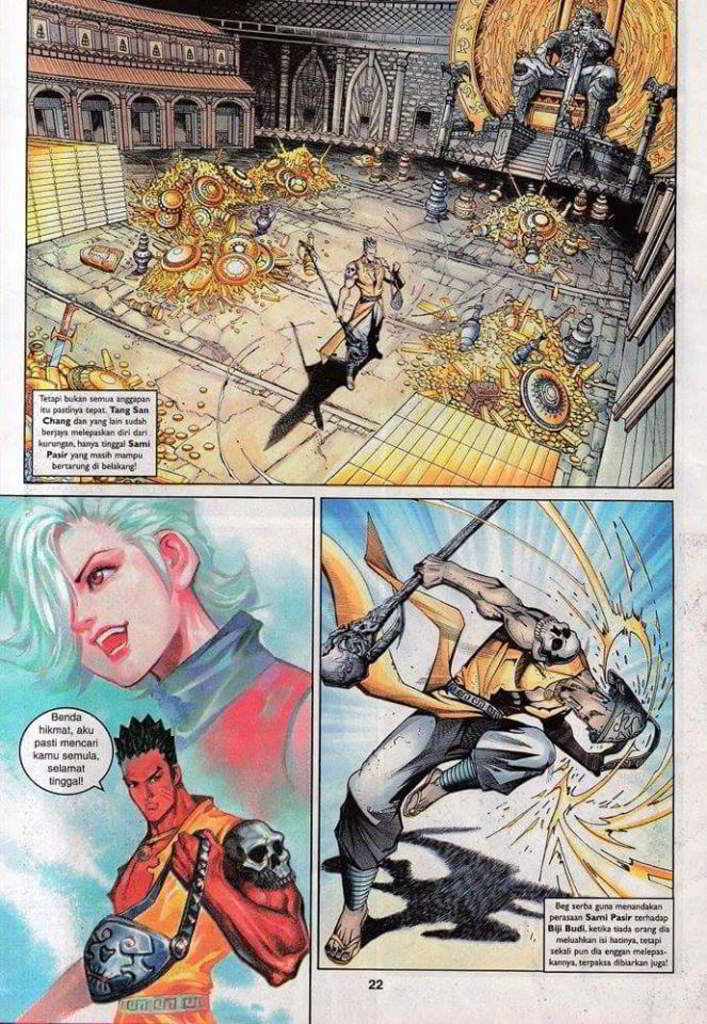 Tetapi bukan semua anggapan
itu pastinya tepat. Tang San
Chang dan yang lain sudah
berjaya melepaskan diri dari
kurungan, hanya tinggal Sami
Pasir yang masih mampu
bertarung di belakang!
Benda
hikmat, aku
pasti mencari
kamu semula,
selamat
tinggal!
Beg serba guna menandakan
perasaan Sami Pasir terhadap
Biji Budi, ketika tiada orang dia
meluahkan isi hatinya, tetapi
sekali pun dia enggan melepas-
kannya, terpaksa dibiarkan juga!
22